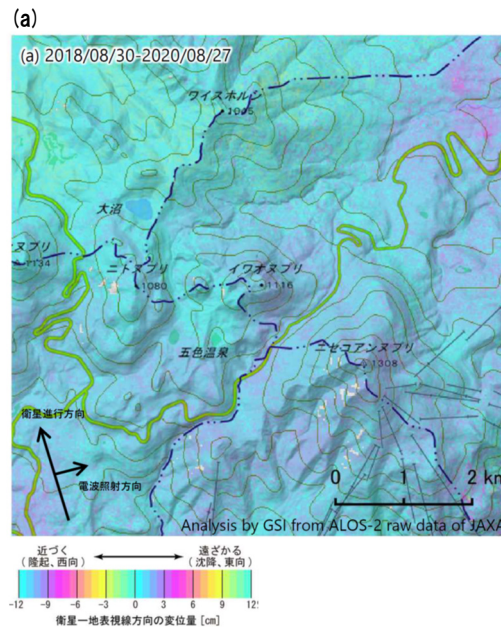 (a)
(a) 2018/08/30-2020/08/27
ワイスホルン
1045
大沼
ヌプリ
1134
ニトヌプリ
1080
イワオヌプリ
1116
五色温泉
ニセコアンヌプリ
1308
衛星進行方向
電波照射方向
0 1 2 km
Analysis by GSI from ALOS-2 raw data of JAXA
近づく 遠ざかる
(隆起、西向) (沈降、東向)
-12 -9 -6 -3 0 3 6 9 12
衛星―地表視線方向の変位量 [cm]